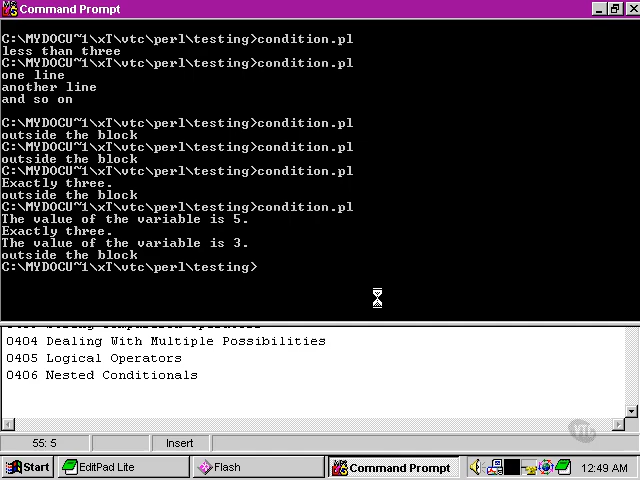 Command Prompt
C:\MYDOCU~1\xT\vtc\perl\testing>condition.pl
less than three
C:\MYDOCU~1\xT\vtc\perl\testing>condition.pl
one line
another line
and so on
C:\MYDOCU~1\xT\vtc\perl\testing>condition.pl
outside the block
C:\MYDOCU~1\xT\vtc\perl\testing>condition.pl
outside the block
C:\MYDOCU~1\xT\vtc\perl\testing>condition.pl
Exactly three.
outside the block
C:\MYDOCU~1\xT\vtc\perl\testing>condition.pl
The value of the variable is 5.
Exactly three.
The value of the variable is 3.
outside the block
C:\MYDOCU~1\xT\vtc\perl\testing>
0404 Dealing With Multiple Possibilities
0405 Logical Operators
0406 Nested Conditionals
VTC
55: 5 Insert
Start EditPad Lite Flash Command Prompt 12:49 AM